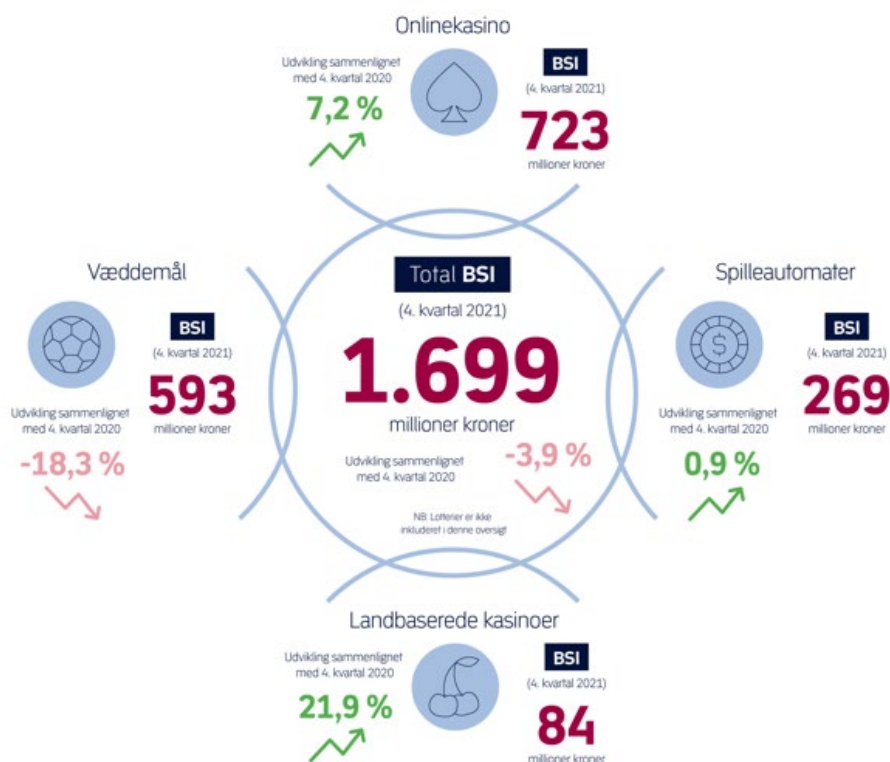 Onlinekasino
Udvikling sammenlignet
med 4. kvartal 2020
7,2 %
BSI
(4. kvartal 2021)
723
millioner kroner
Væddemål
BSI
(4. kvartal 2021)
593
millioner kroner
Udvikling sammenlignet
med 4. kvartal 2020
-18,3 %
Total BSI
(4. kvartal 2021)
1.699
millioner kroner
Udvikling sammenlignet
med 4. kvartal 2020
-3,9 %
NB: Lotterier er ikke
inkluderet i denne oversigt
Spilleautomater
BSI
(4. kvartal 2021)
269
millioner kroner
Udvikling sammenlignet
med 4. kvartal 2020
0,9 %
$
Landbaserede kasinoer
Udvikling sammenlignet
med 4. kvartal 2020
21,9 %
BSI
(4. kvartal 2021)
84
millioner kroner